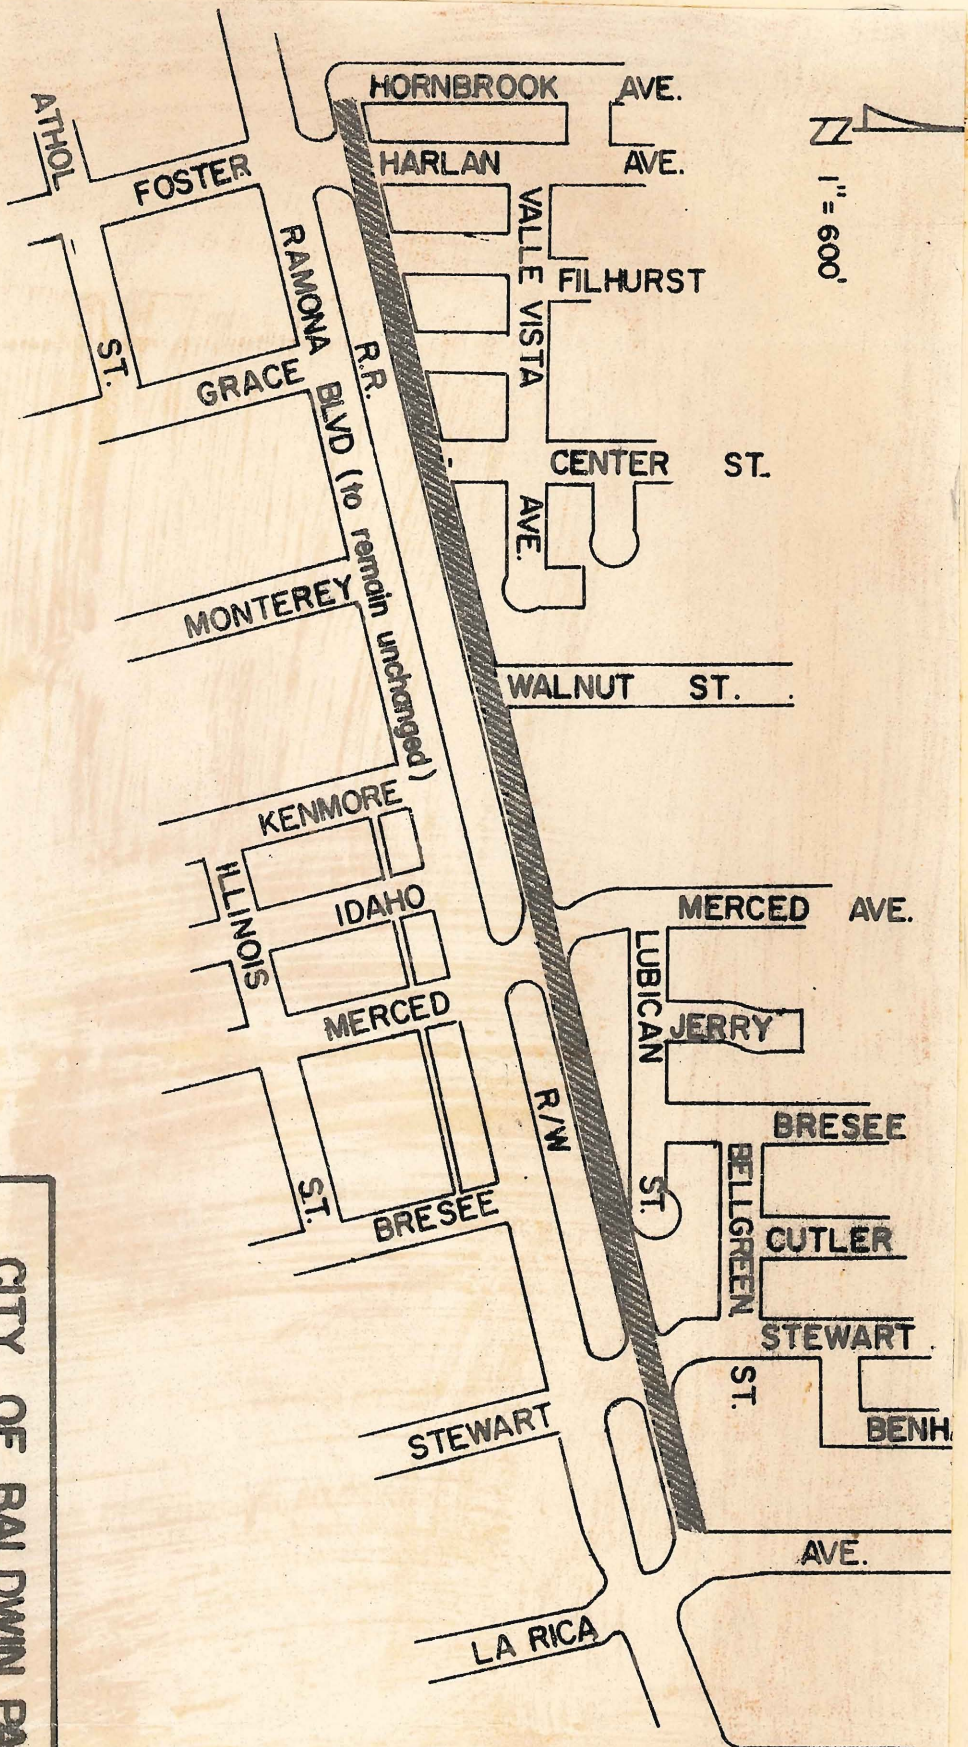 HORNBROOK AVE.
HARLAN AVE.
1" = 600'
ATHOL ST.
FOSTER
VALLE VISTA AVE.
FILHURST
RAMONA BLVD (to remain unchanged)
R.R.
GRACE
CENTER ST.
MONTEREY
WALNUT ST.
KENMORE
ILLINOIS ST.
IDAHO
MERCED AVE.
LUBICAN ST.
JERRY
MERCED
R/W
BRESEE
BELLGREEN ST.
BRESEE
CUTLER
STEWART
BENH
STEWART
AVE.
LA RICA
CITY OF BALDWIN PA